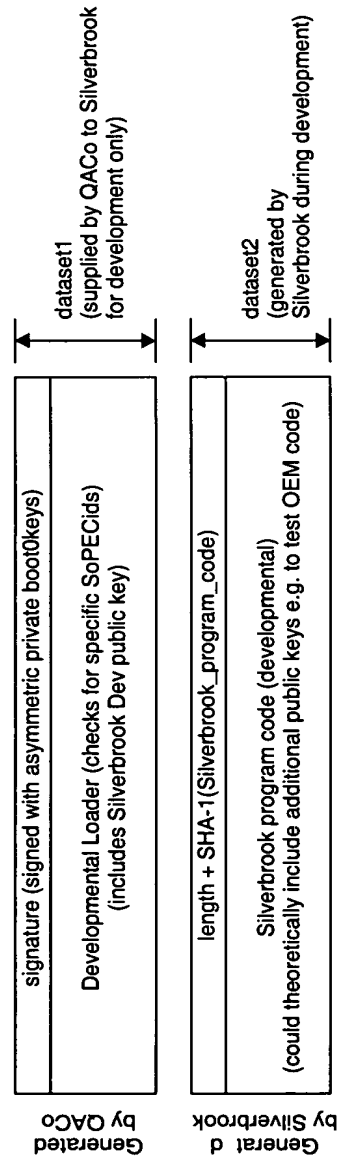 Generated
by QACo
signature (signed with asymmetric private boot0keys)
Developmental Loader (checks for specific SoPECids)
(includes Silverbrook Dev public key)
dataset1
(supplied by QACo to Silverbrook
for development only)
Generat d
by Silverbrook
length + SHA-1(Silverbrook_program_code)
Silverbrook program code (developmental)
(could theoretically include additional public keys e.g. to test OEM code)
dataset2
(generated by
Silverbrook during development)